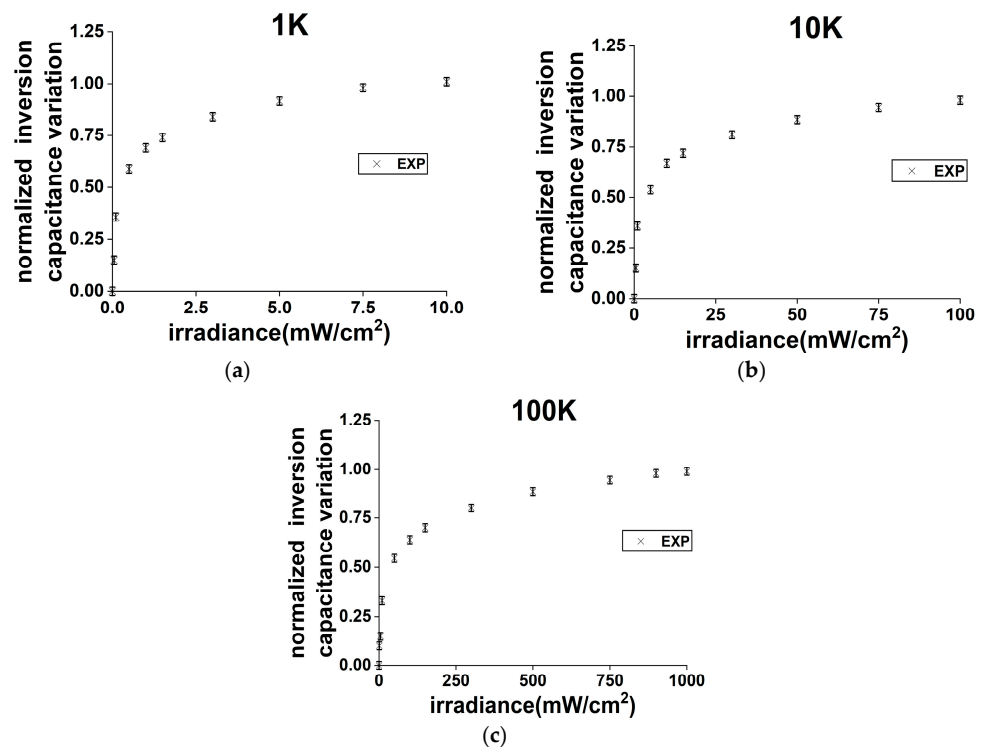 1K
normalized inversion
capacitance variation
1.25
1.00
0.75
0.50
0.25
0.00
EXP
0.0 2.5 5.0 7.5 10.0
irradiance(mW/cm²)
(a)
10K
normalized inversion
capacitance variation
1.25
1.00
0.75
0.50
0.25
0.00
EXP
0 25 50 75 100
irradiance(mW/cm²)
(b)
100K
normalized inversion
capacitance variation
1.25
1.00
0.75
0.50
0.25
0.00
EXP
0 250 500 750 1000
irradiance(mW/cm²)
(c)